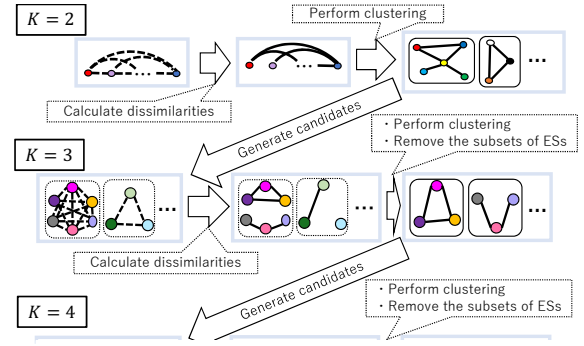 K = 2
Perform clustering
...
...
...
Calculate dissimilarities
Generate candidates
・Perform clustering
・Remove the subsets of ESs
K = 3
...
...
...
Calculate dissimilarities
Generate candidates
・Perform clustering
・Remove the subsets of ESs
K = 4